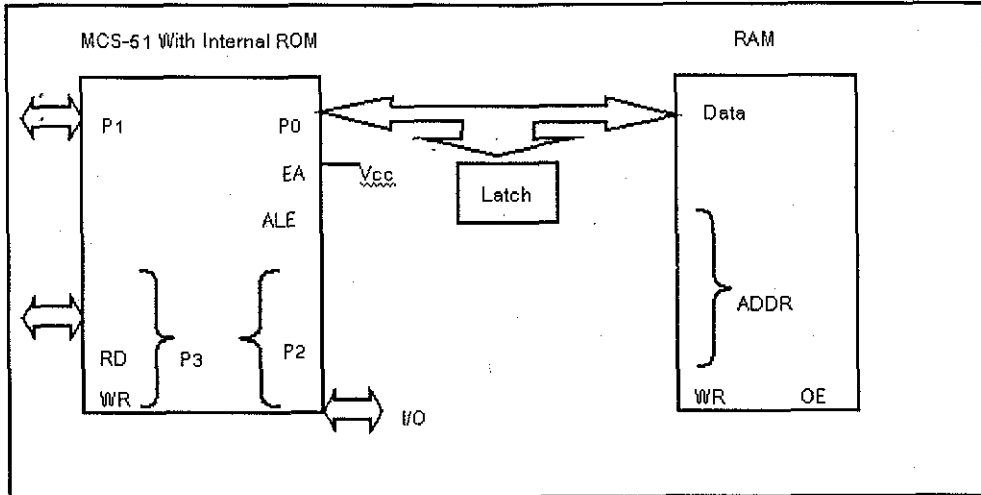 MCS-51 With Internal ROM
RAM
P1
P0
Data
EA
Vcc
Latch
ALE
ADDR
RD
P3
P2
WR
I/O
WR
OE